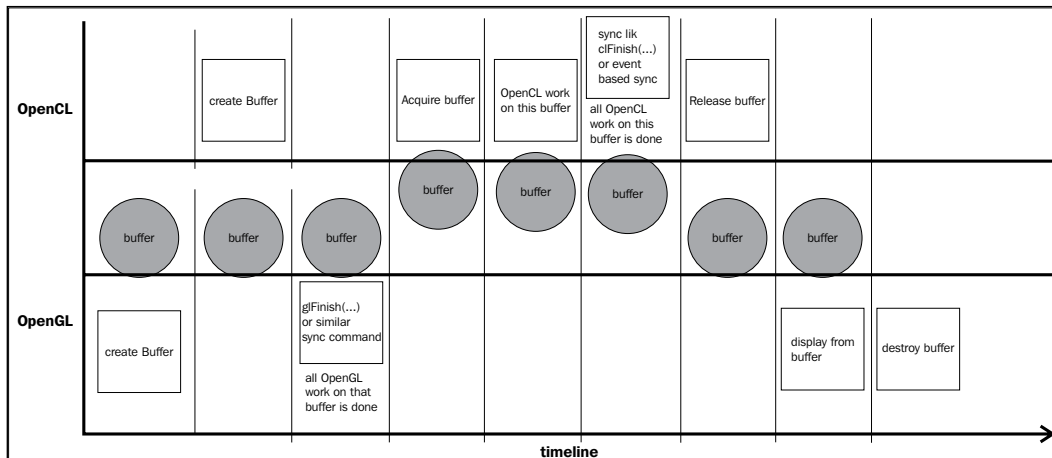 OpenCL
create Buffer
Acquire buffer
OpenCL work
on this buffer
sync lik
clFinish(...)
or event
based sync
all OpenCL
work on this
buffer is done
Release buffer
buffer
buffer
buffer
buffer
buffer
buffer
buffer
buffer
OpenGL
create Buffer
glFinish(...)
or similar
sync command
all OpenGL
work on that
buffer is done
display from
buffer
destroy buffer
timeline